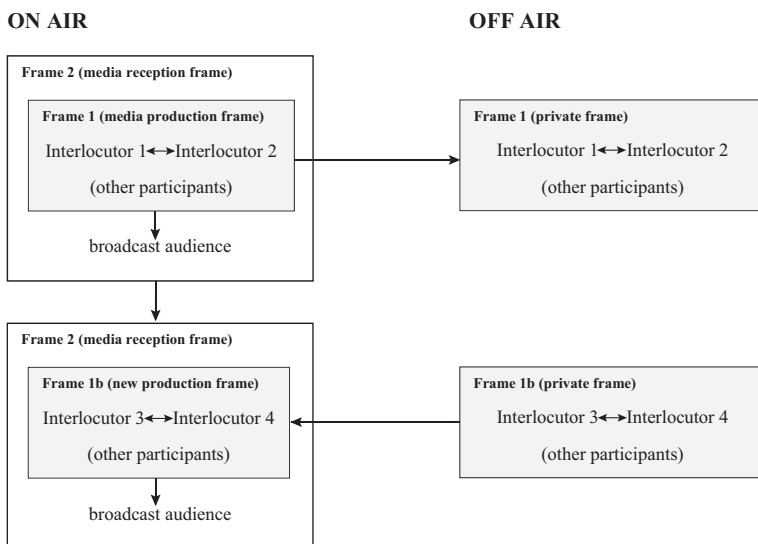 ON AIR
OFF AIR
Frame 2 (media reception frame)
Frame 1 (media production frame)
Interlocutor 1↔Interlocutor 2
(other participants)
broadcast audience
Frame 1 (private frame)
Interlocutor 1↔Interlocutor 2
(other participants)
Frame 2 (media reception frame)
Frame 1b (new production frame)
Interlocutor 3↔Interlocutor 4
(other participants)
broadcast audience
Frame 1b (private frame)
Interlocutor 3↔Interlocutor 4
(other participants)